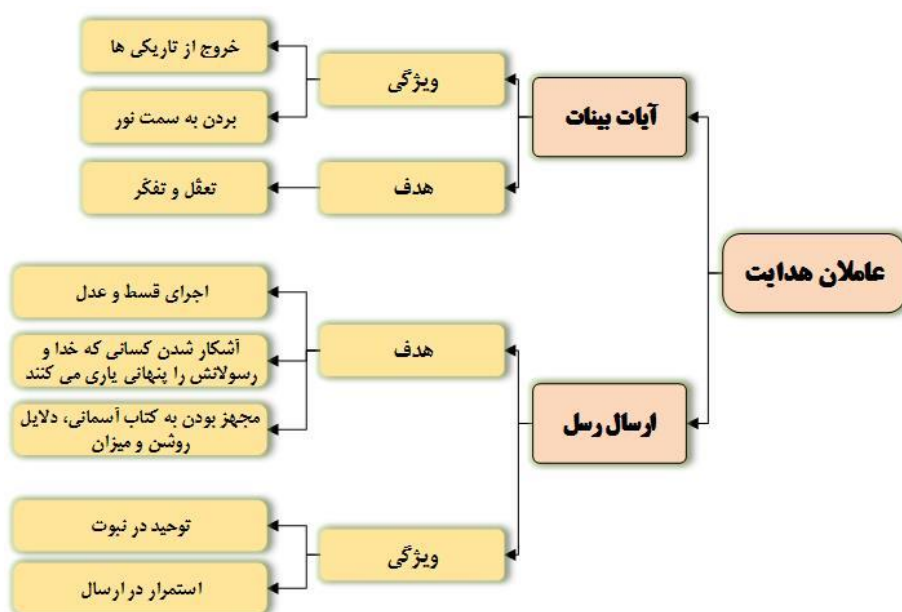 عاملان هدایت
آیات بینات
ویژگی
خروج از تاریکی ها
بردن به سمت نور
هدف
تعقّل و تفکّر
ارسال رسل
هدف
اجرای قسط و عدل
آشکار شدن کسانی که خدا و
رسولانش را پنهانی یاری می کنند
مجهز بودن به کتاب آسمانی، دلایل
روشن و میزان
ویژگی
توحید در نبوت
استمرار در ارسال